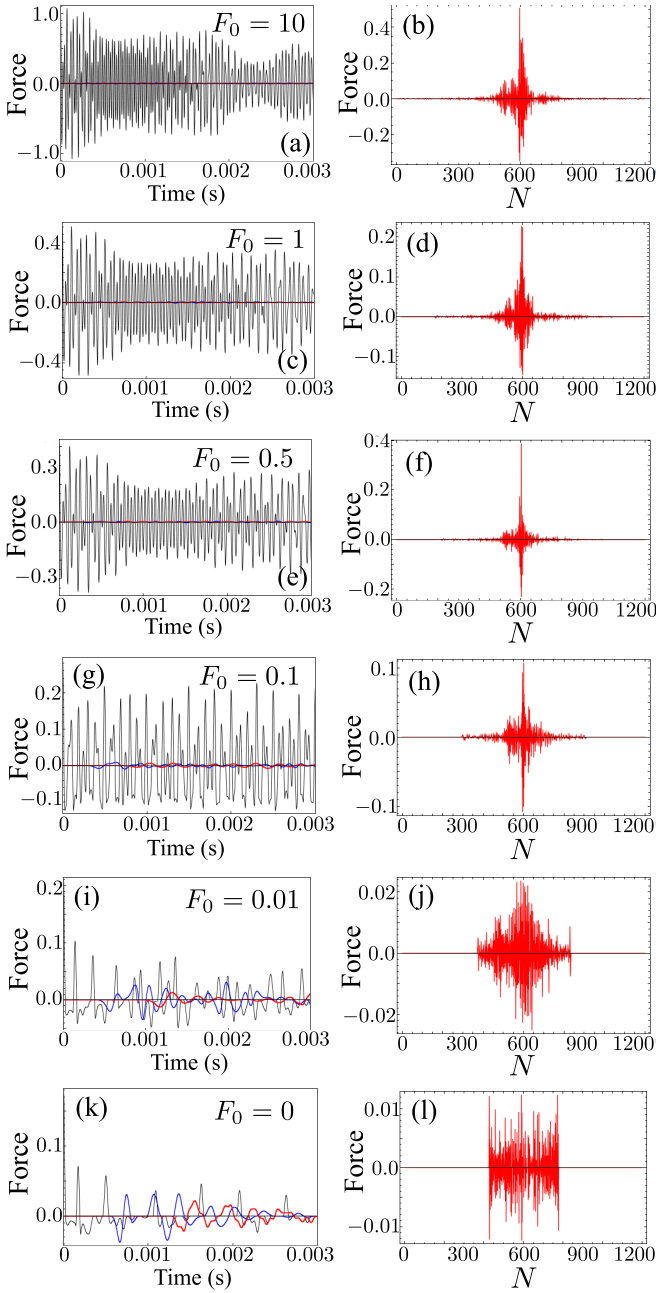 F₀ = 10
Force
1.0
0.0
−1.0
(a)
0 0.001 0.002 0.003
Time (s)
(b)
Force
0.4
0.2
0.0
−0.2
0 300 600 900 1200
N
F₀ = 1
Force
0.4
0.0
−0.4
(c)
0 0.001 0.002 0.003
Time (s)
(d)
Force
0.2
0.1
0.0
−0.1
0 300 600 900 1200
N
F₀ = 0.5
Force
0.3
0.0
−0.3
(e)
0 0.001 0.002 0.003
Time (s)
(f)
Force
0.4
0.2
0.0
−0.2
0 300 600 900 1200
N
(g)
F₀ = 0.1
Force
0.2
0.1
0.0
−0.1
0 0.001 0.002 0.003
Time (s)
(h)
Force
0.1
0.0
−0.1
0 300 600 900 1200
N
(i)
F₀ = 0.01
Force
0.2
0.1
0.0
0 0.001 0.002 0.003
Time (s)
(j)
Force
0.02
0.0
−0.02
0 300 600 900 1200
N
(k)
F₀ = 0
Force
0.1
0.0
0 0.001 0.002 0.003
Time (s)
(l)
Force
0.01
0.0
−0.01
0 300 600 900 1200
N